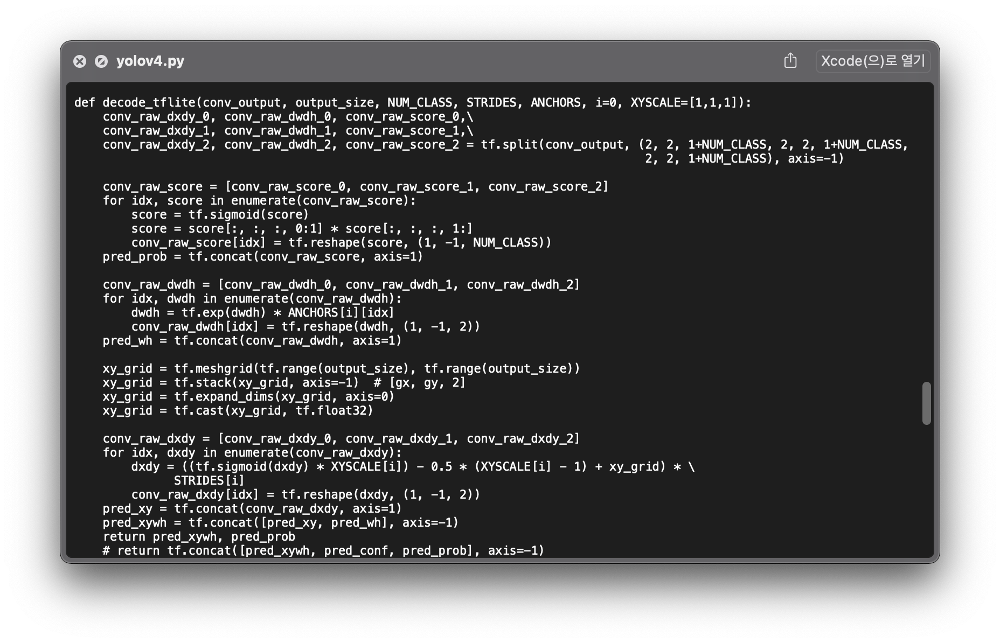 yolov4.py
Xcode(으)로 열기
def decode_tflite(conv_output, output_size, NUM_CLASS, STRIDES, ANCHORS, i=0, XYSCALE=[1,1,1]):
    conv_raw_dxdy_0, conv_raw_dwdh_0, conv_raw_score_0,\
    conv_raw_dxdy_1, conv_raw_dwdh_1, conv_raw_score_1,\
    conv_raw_dxdy_2, conv_raw_dwdh_2, conv_raw_score_2 = tf.split(conv_output, (2, 2, 1+NUM_CLASS, 2, 2, 1+NUM_CLASS,
                                                                                2, 2, 1+NUM_CLASS), axis=-1)

    conv_raw_score = [conv_raw_score_0, conv_raw_score_1, conv_raw_score_2]
    for idx, score in enumerate(conv_raw_score):
        score = tf.sigmoid(score)
        score = score[:, :, :, 0:1] * score[:, :, :, 1:]
        conv_raw_score[idx] = tf.reshape(score, (1, -1, NUM_CLASS))
    pred_prob = tf.concat(conv_raw_score, axis=1)

    conv_raw_dwdh = [conv_raw_dwdh_0, conv_raw_dwdh_1, conv_raw_dwdh_2]
    for idx, dwdh in enumerate(conv_raw_dwdh):
        dwdh = tf.exp(dwdh) * ANCHORS[i][idx]
        conv_raw_dwdh[idx] = tf.reshape(dwdh, (1, -1, 2))
    pred_wh = tf.concat(conv_raw_dwdh, axis=1)

    xy_grid = tf.meshgrid(tf.range(output_size), tf.range(output_size))
    xy_grid = tf.stack(xy_grid, axis=-1)  # [gx, gy, 2]
    xy_grid = tf.expand_dims(xy_grid, axis=0)
    xy_grid = tf.cast(xy_grid, tf.float32)

    conv_raw_dxdy = [conv_raw_dxdy_0, conv_raw_dxdy_1, conv_raw_dxdy_2]
    for idx, dxdy in enumerate(conv_raw_dxdy):
        dxdy = ((tf.sigmoid(dxdy) * XYSCALE[i]) - 0.5 * (XYSCALE[i] - 1) + xy_grid) * \
              STRIDES[i]
        conv_raw_dxdy[idx] = tf.reshape(dxdy, (1, -1, 2))
    pred_xy = tf.concat(conv_raw_dxdy, axis=1)
    pred_xywh = tf.concat([pred_xy, pred_wh], axis=-1)
    return pred_xywh, pred_prob
    # return tf.concat([pred_xywh, pred_conf, pred_prob], axis=-1)